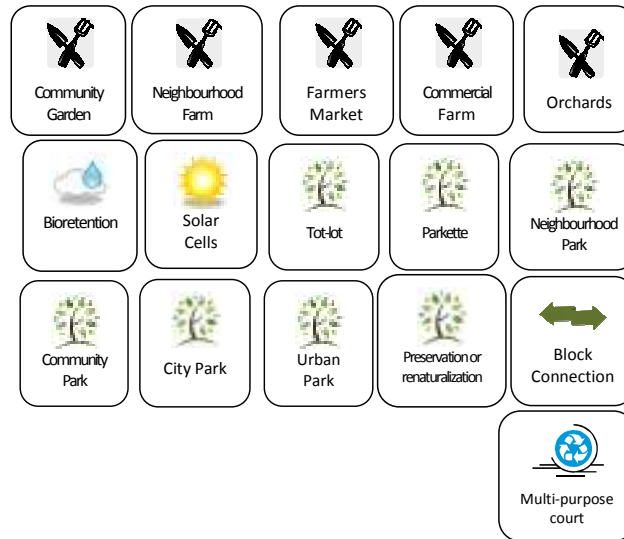 Community
Garden
Neighbourhood
Farm
Farmers
Market
Commercial
Farm
Orchards
Bioretention
Solar
Cells
Tot-lot
Parkette
Neighbourhood
Park
Community
Park
City Park
Urban
Park
Preservation or
renaturalization
Block
Connection
Multi-purpose
court